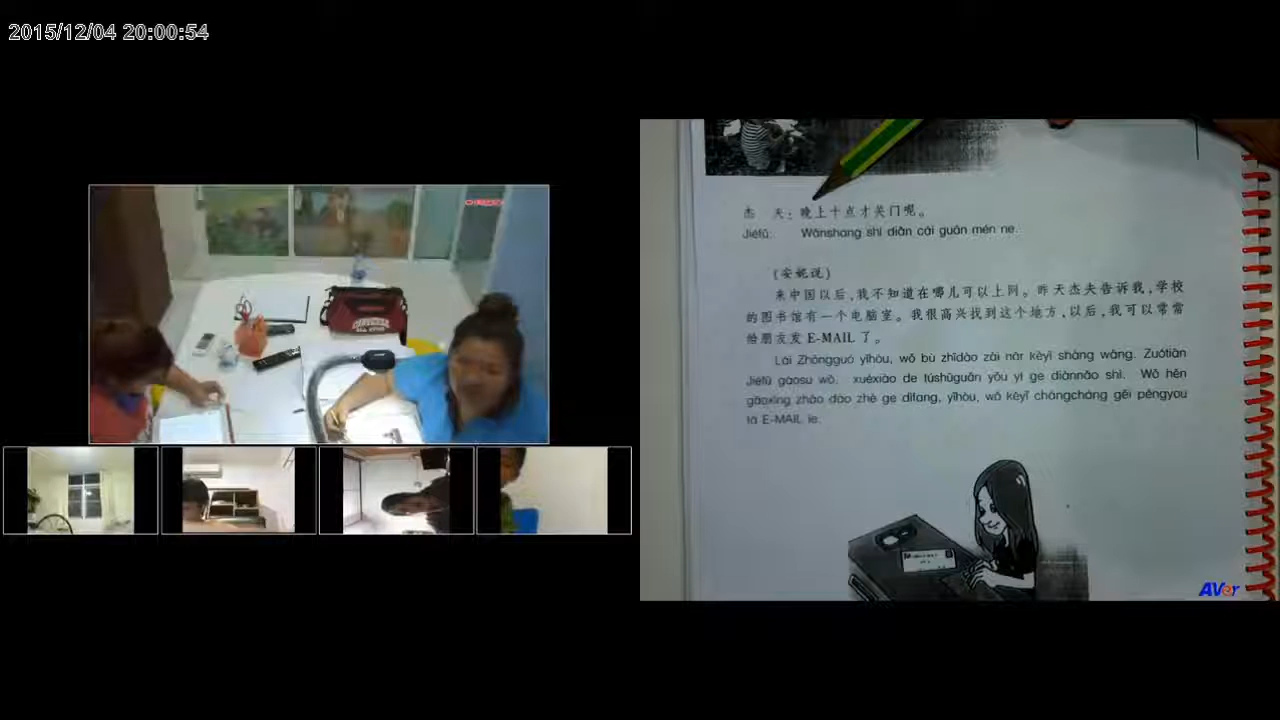 2015/12/04 20:00:54
杰 夫：晚上十点才关门呢。
Jiéfū: Wǎnshang shí diǎn cái guān mén ne.
(安妮说)
来中国以后,我不知道在哪儿可以上网。昨天杰夫告诉我,学校
的图书馆有一个电脑室。我很高兴找到这个地方,以后,我可以常常
给朋友发 E-MAIL 了。
Lái Zhōngguó yǐhòu, wǒ bù zhīdào zài nǎr kěyǐ shàng wǎng. Zuótiān
Jiéfū gàosu wǒ, xuéxiào de túshūguǎn yǒu yí ge diànnǎo shì. Wǒ hěn
gāoxìng zhǎo dào zhè ge dìfang, yǐhòu, wǒ kěyǐ chángcháng gěi péngyou
fā E-MAIL le.
AVer